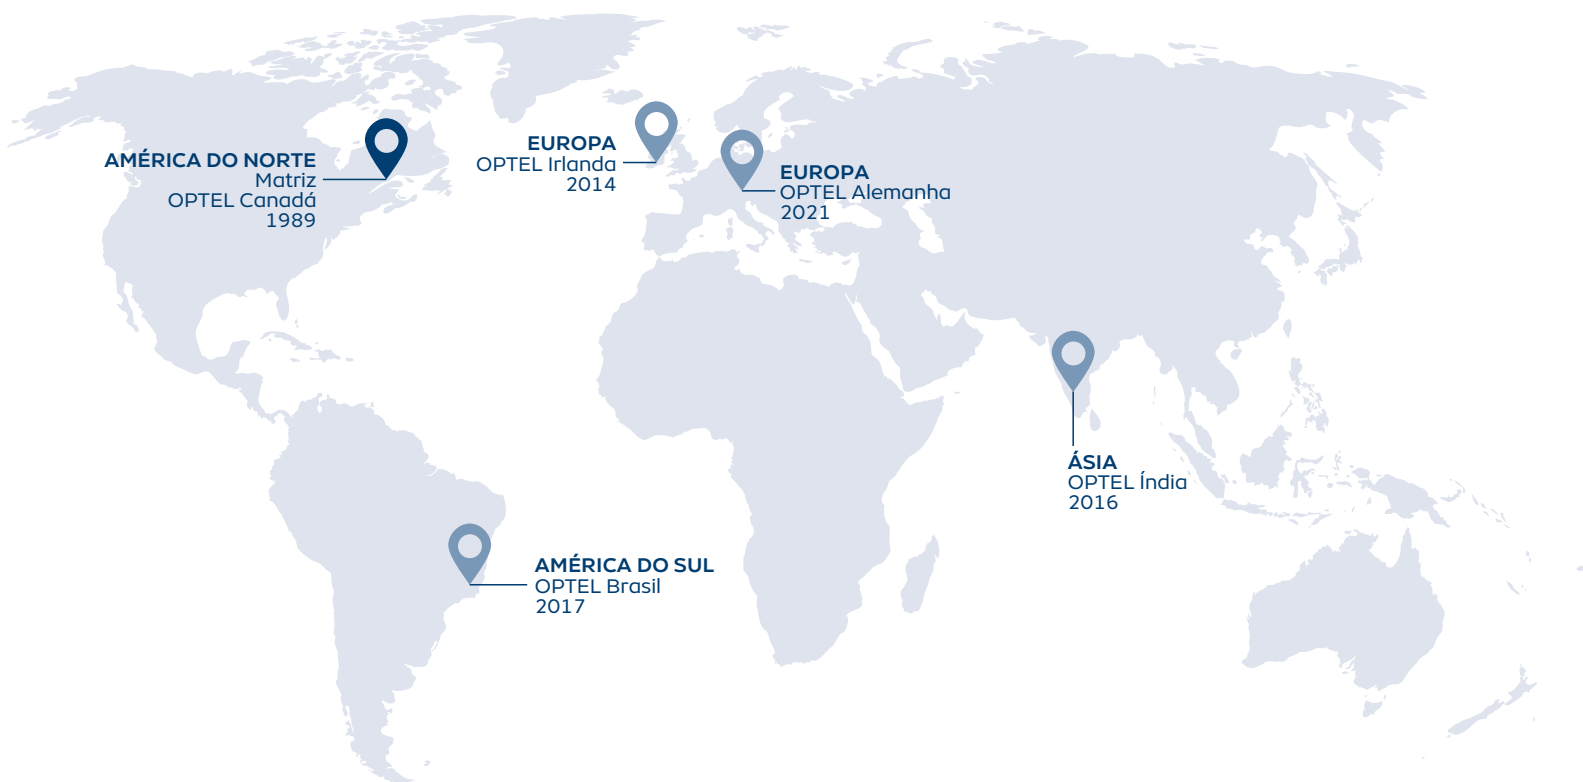 AMÉRICA DO NORTE
Matriz
OPTEL Canadá
1989
EUROPA
OPTEL Irlanda
2014
EUROPA
OPTEL Alemanha
2021
ÁSIA
OPTEL Índia
2016
AMÉRICA DO SUL
OPTEL Brasil
2017